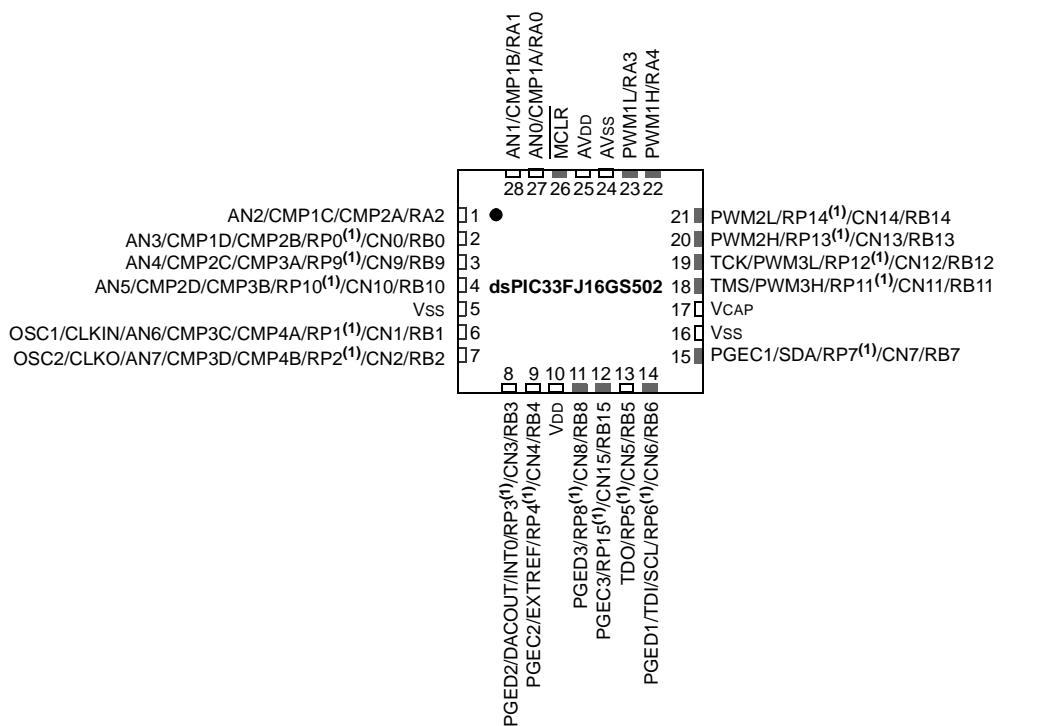 AN1/CMP1B/RA1
AN0/CMP1A/RA0
MCLR
AVDD
AVSS
PWM1L/RA3
PWM1H/RA4
28 27 26 25 24 23 22
AN2/CMP1C/CMP2A/RA2 1
AN3/CMP1D/CMP2B/RP0(1)/CN0/RB0 2
AN4/CMP2C/CMP3A/RP9(1)/CN9/RB9 3
AN5/CMP2D/CMP3B/RP10(1)/CN10/RB10 4
VSS 5
OSC1/CLKIN/AN6/CMP3C/CMP4A/RP1(1)/CN1/RB1 6
OSC2/CLKO/AN7/CMP3D/CMP4B/RP2(1)/CN2/RB2 7
dsPIC33FJ16GS502
21 PWM2L/RP14(1)/CN14/RB14
20 PWM2H/RP13(1)/CN13/RB13
19 TCK/PWM3L/RP12(1)/CN12/RB12
18 TMS/PWM3H/RP11(1)/CN11/RB11
17 VCAP
16 VSS
15 PGEC1/SDA/RP7(1)/CN7/RB7
8 9 10 11 12 13 14
PGED2/DACOUT/INT0/RP3(1)/CN3/RB3
PGEC2/EXTREF/RP4(1)/CN4/RB4
VDD
PGED3/RP8(1)/CN8/RB8
PGEC3/RP15(1)/CN15/RB15
TDO/RP5(1)/CN5/RB5
PGED1/TDI/SCL/RP6(1)/CN6/RB6